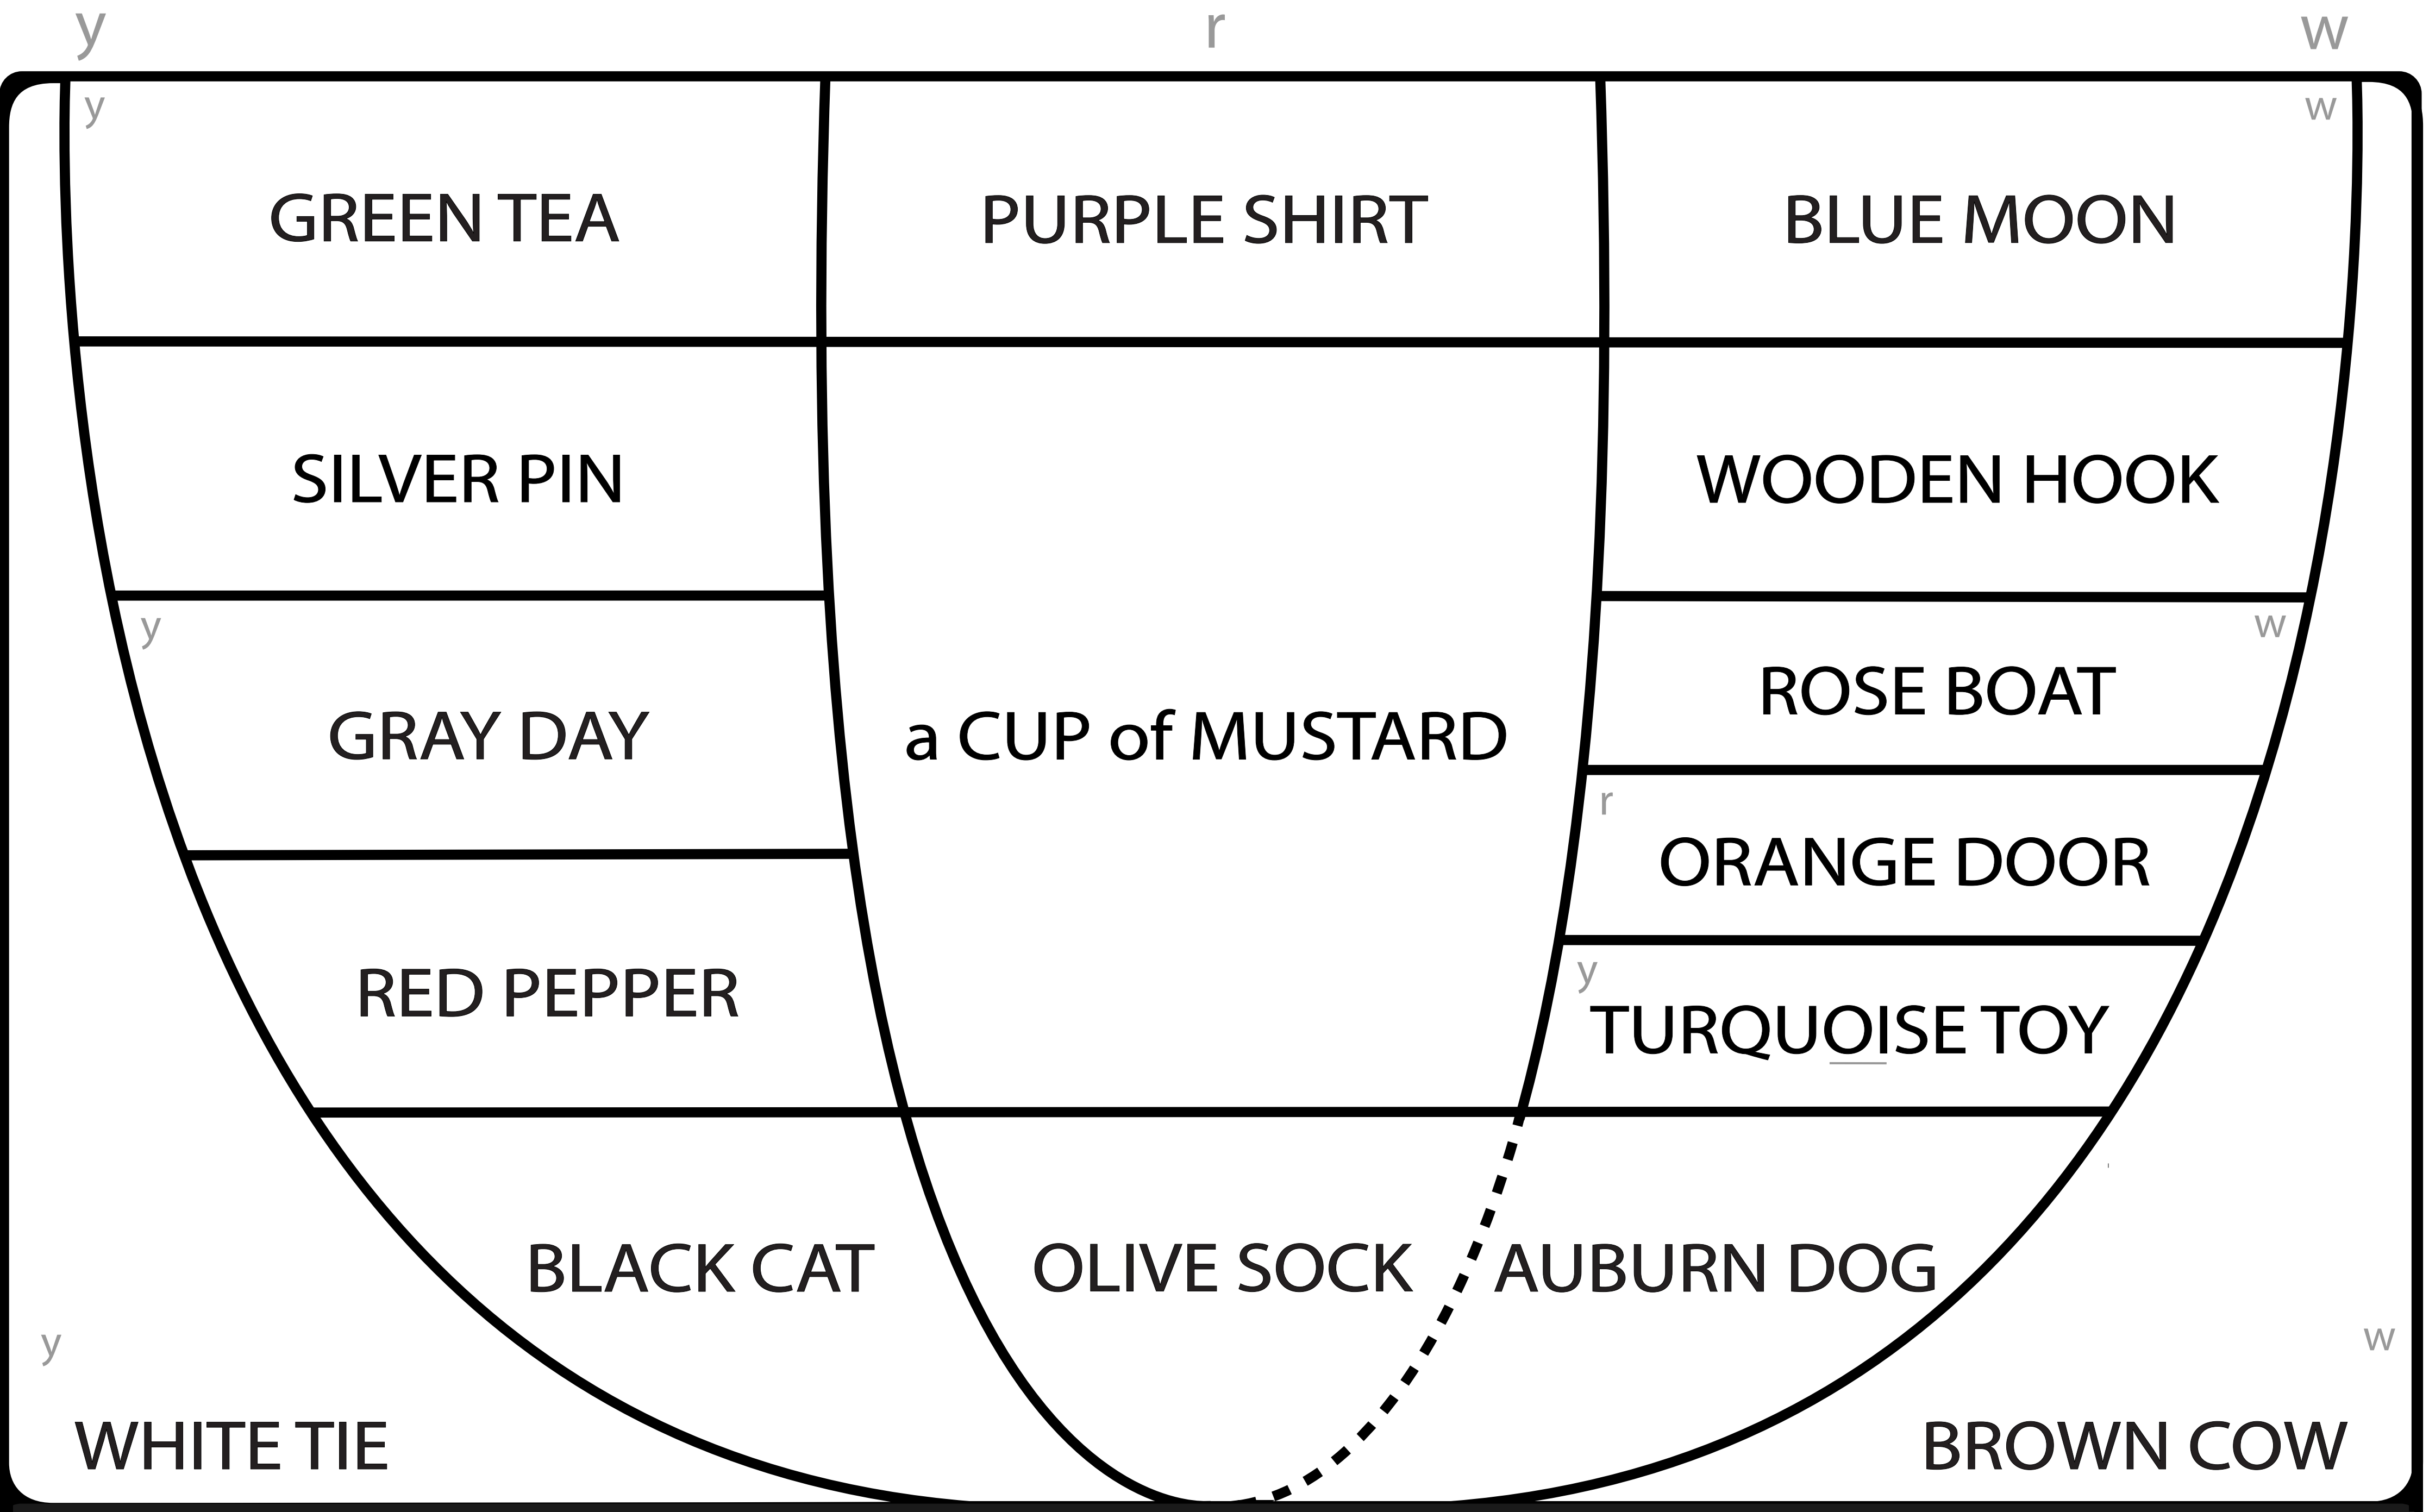 y r w
y w
GREEN TEA PURPLE SHIRT BLUE MOON
SILVER PIN WOODEN HOOK
y w
ROSE BOAT
GRAY DAY a CUP of MUSTARD
r
ORANGE DOOR
y
RED PEPPER
TURQUOISE TOY
BLACK CAT OLIVE SOCK AUBURN DOG
y w
WHITE TIE BROWN COW